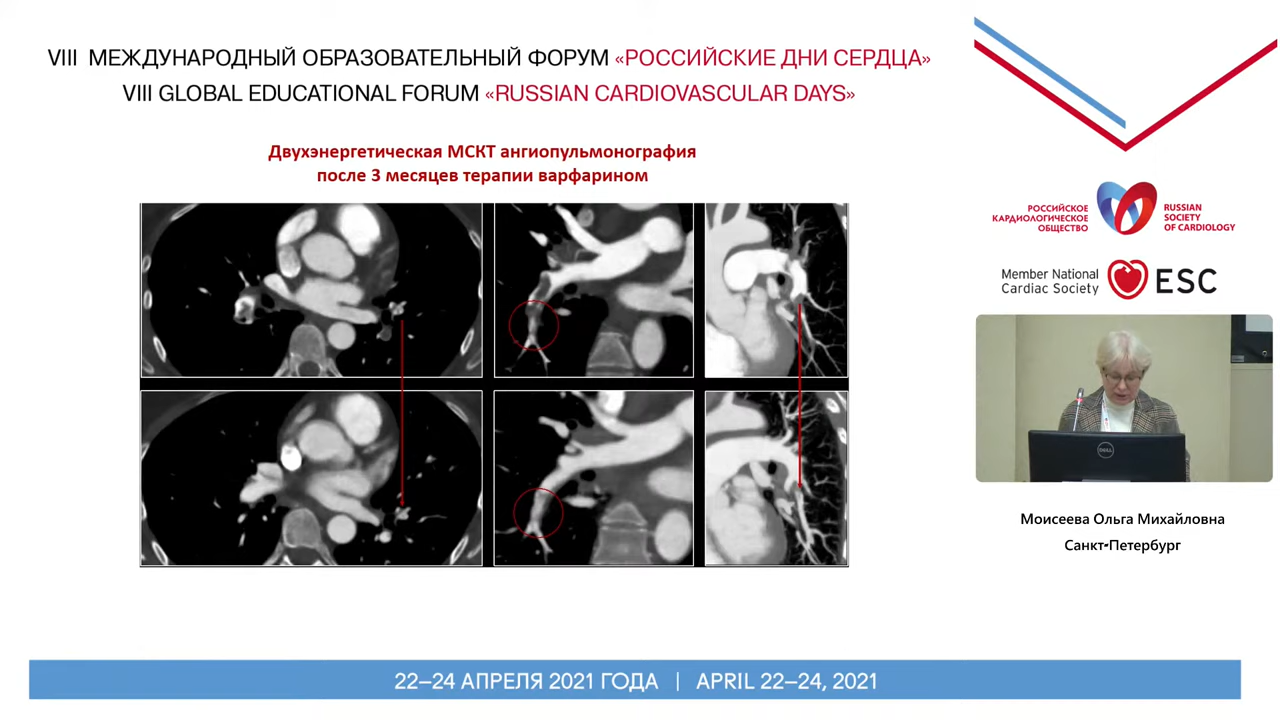 VIII МЕЖДУНАРОДНЫЙ ОБРАЗОВАТЕЛЬНЫЙ ФОРУМ «РОССИЙСКИЕ ДНИ СЕРДЦА»
VIII GLOBAL EDUCATIONAL FORUM «RUSSIAN CARDIOVASCULAR DAYS»
Двухэнергетическая МСКТ ангиопульмонография
после 3 месяцев терапии варфарином
РОССИЙСКОЕ
КАРДИОЛОГИЧЕСКОЕ
ОБЩЕСТВО
RUSSIAN
SOCIETY
OF CARDIOLOGY
Member National
Cardiac Society
ESC
DELL
Моисеева Ольга Михайловна
Санкт-Петербург
22–24 АПРЕЛЯ 2021 ГОДА | APRIL 22–24, 2021